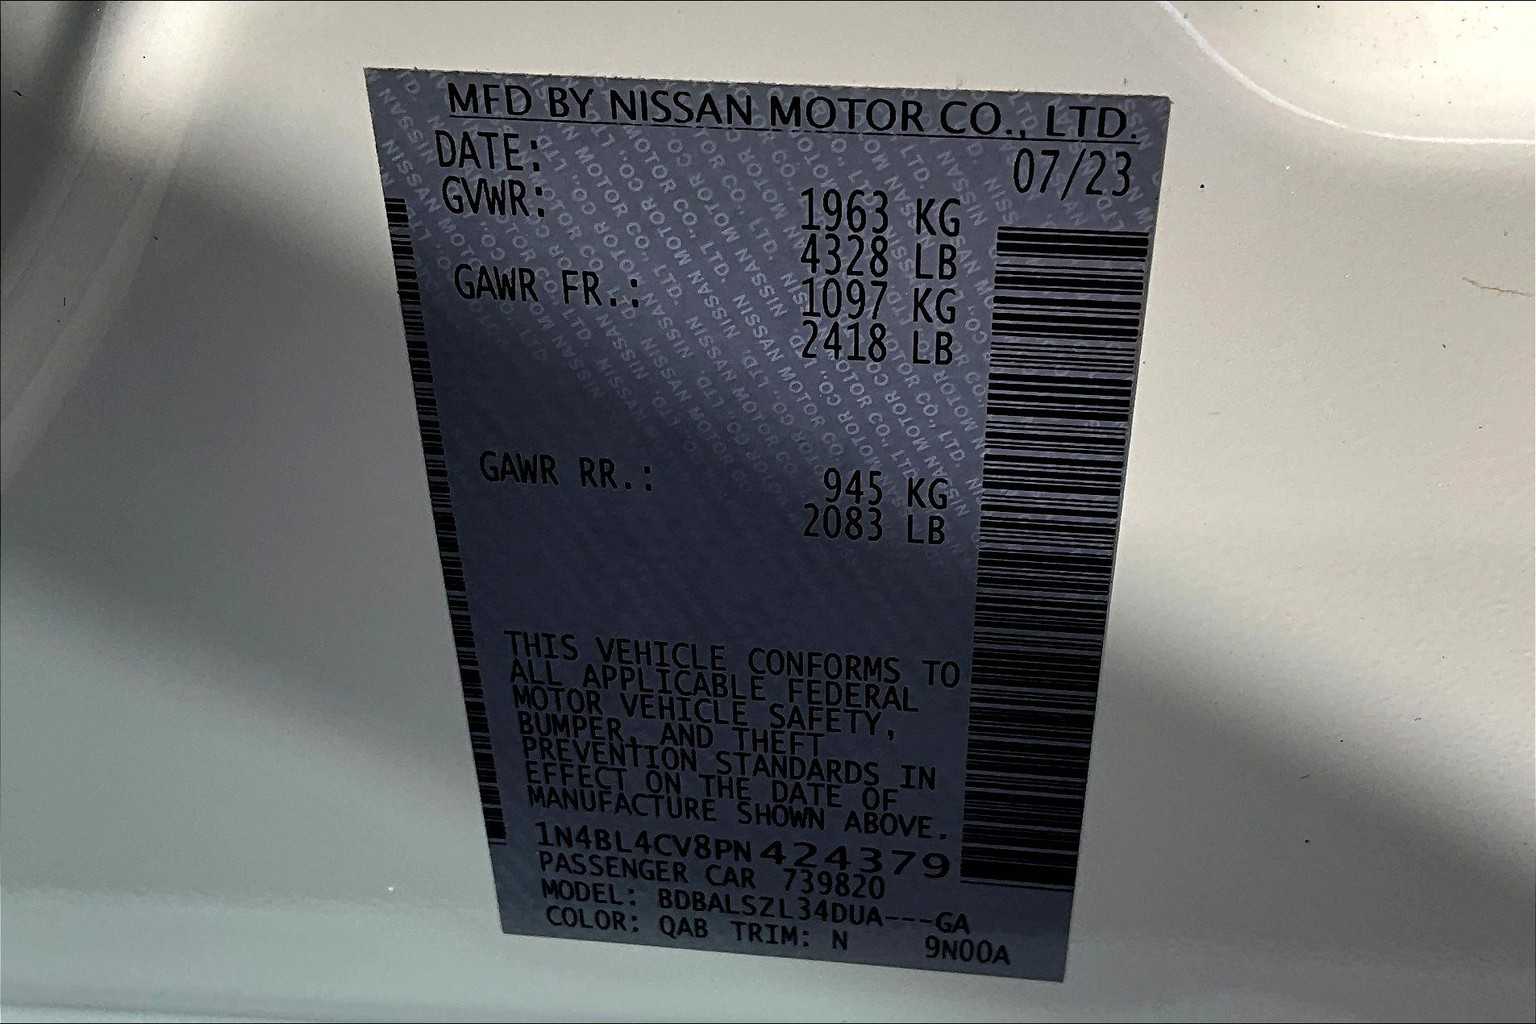 MFD BY NISSAN MOTOR CO., LTD.
DATE: 07/23
GVWR: 1963 KG
4328 LB
GAWR FR.: 1097 KG
2418 LB
GAWR RR.: 945 KG
2083 LB
THIS VEHICLE CONFORMS TO
ALL APPLICABLE FEDERAL
MOTOR VEHICLE SAFETY,
BUMPER, AND THEFT
PREVENTION STANDARDS IN
EFFECT ON THE DATE OF
MANUFACTURE SHOWN ABOVE.
1N4BL4CV8PN424379
PASSENGER CAR 739820
MODEL: BDBALSZL34DUA---GA
COLOR: QAB TRIM: N 9N00A